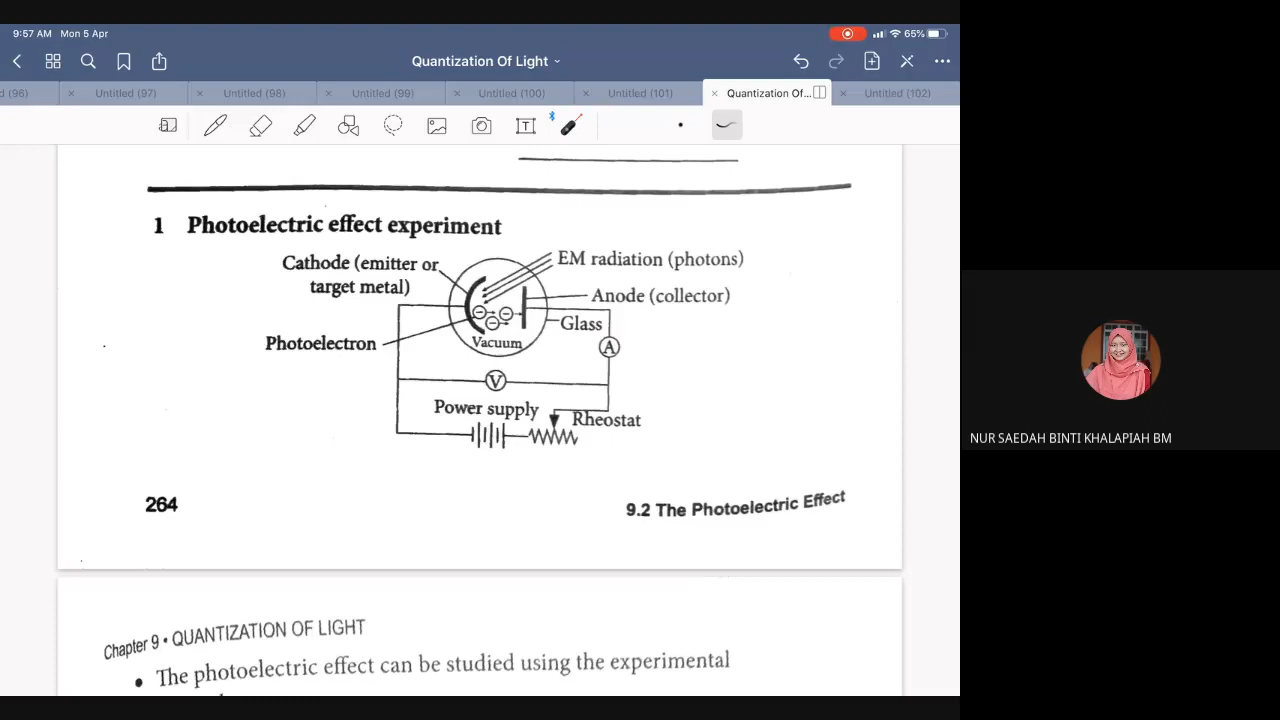 9:57 AM Mon 5 Apr
65%
Quantization Of Light
d (96)
Untitled (97)
Untitled (98)
Untitled (99)
Untitled (100)
Untitled (101)
Quantization Of...
Untitled (102)
T
1 Photoelectric effect experiment
Cathode (emitter or
target metal)
EM radiation (photons)
Anode (collector)
Glass
Photoelectron
Vacuum
A
V
Power supply
Rheostat
264
9.2 The Photoelectric Effect
NUR SAEDAH BINTI KHALAPIAH BM
Chapter 9 • QUANTIZATION OF LIGHT
• The photoelectric effect can be studied using the experimental